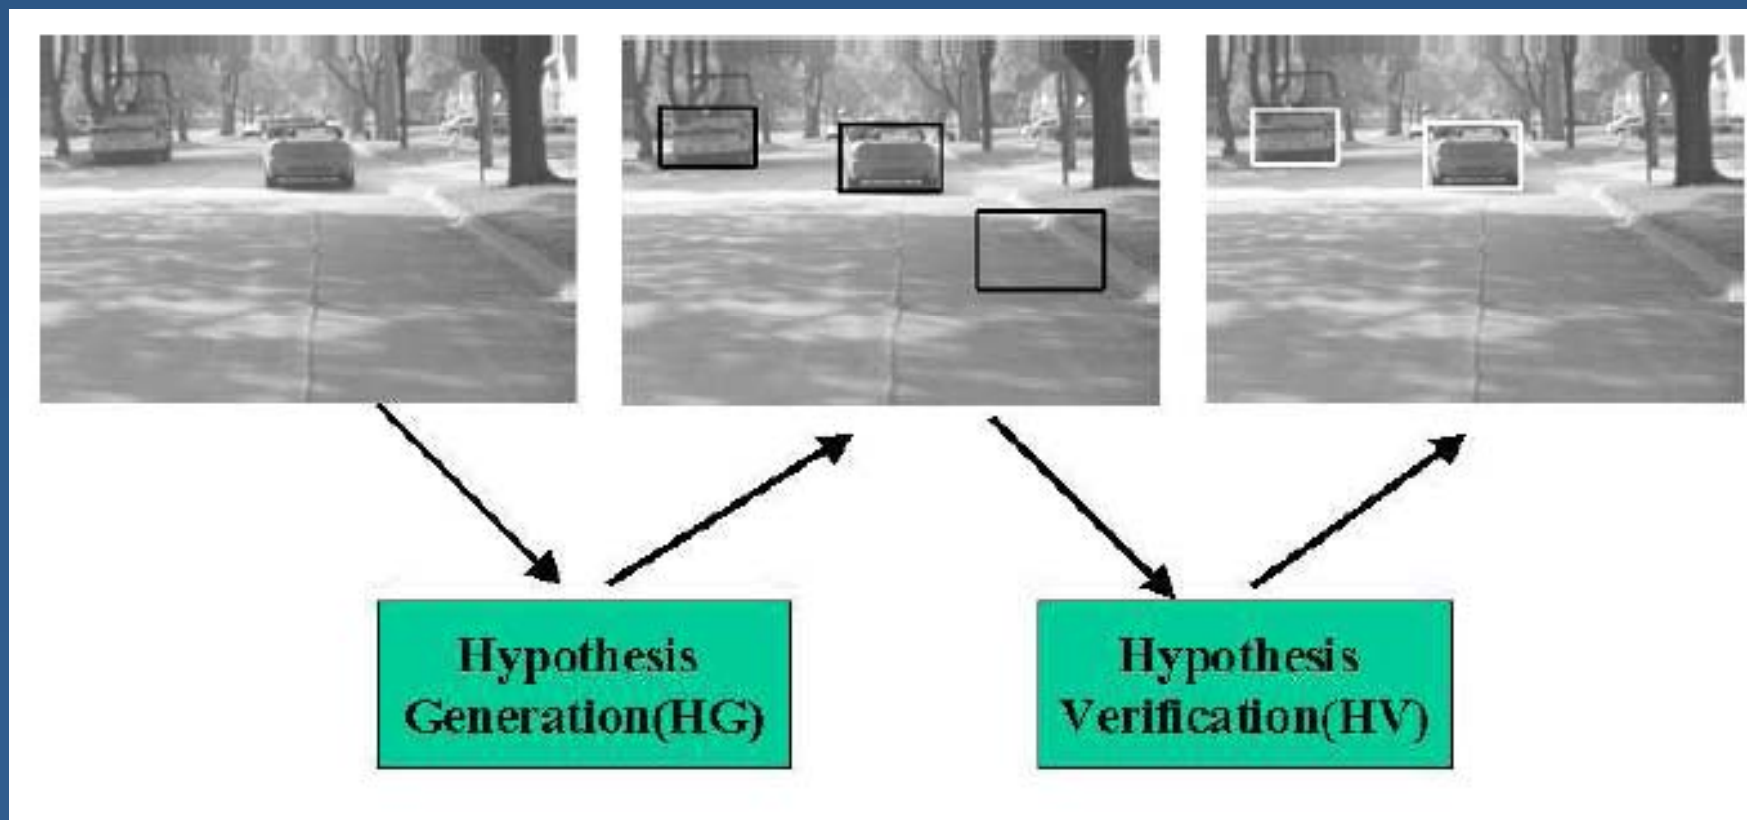 Hypothesis
Generation(HG)
Hypothesis
Verification(HV)